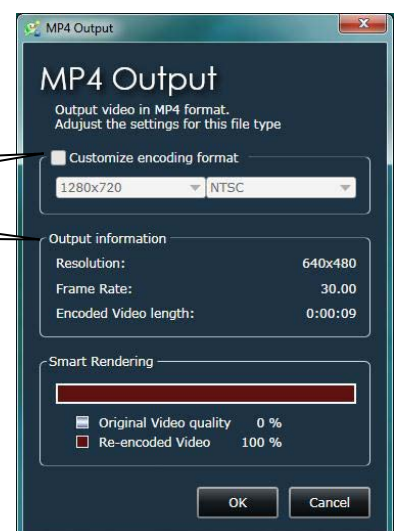 MP4 Output
MP4 Output
Output video in MP4 format.
Adujust the settings for this file type
Customize encoding format
1280x720 NTSC
Output information
Resolution: 640x480
Frame Rate: 30.00
Encoded Video length: 0:00:09
Smart Rendering
Original Video quality 0 %
Re-encoded Video 100 %
OK Cancel